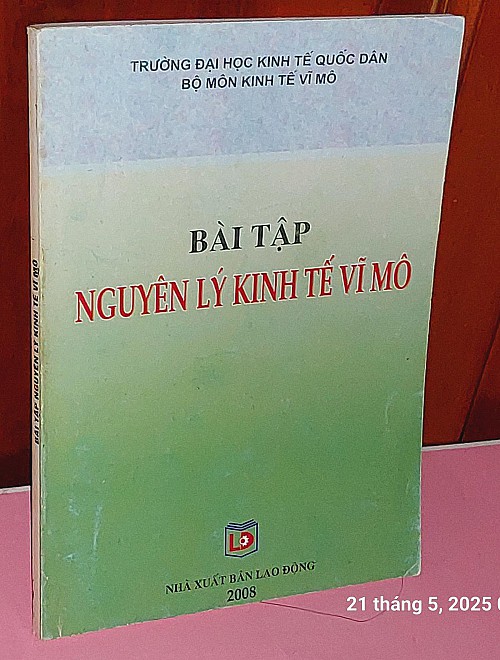 TRƯỜNG ĐẠI HỌC KINH TẾ QUỐC DÂN
BỘ MÔN KINH TẾ VĨ MÔ
BÀI TẬP
NGUYÊN LÝ KINH TẾ VĨ MÔ
BÀI TẬP NGUYÊN LÝ KINH TẾ VĨ MÔ
LĐ
NHÀ XUẤT BẢN LAO ĐỘNG
2008
21 tháng 5, 2025